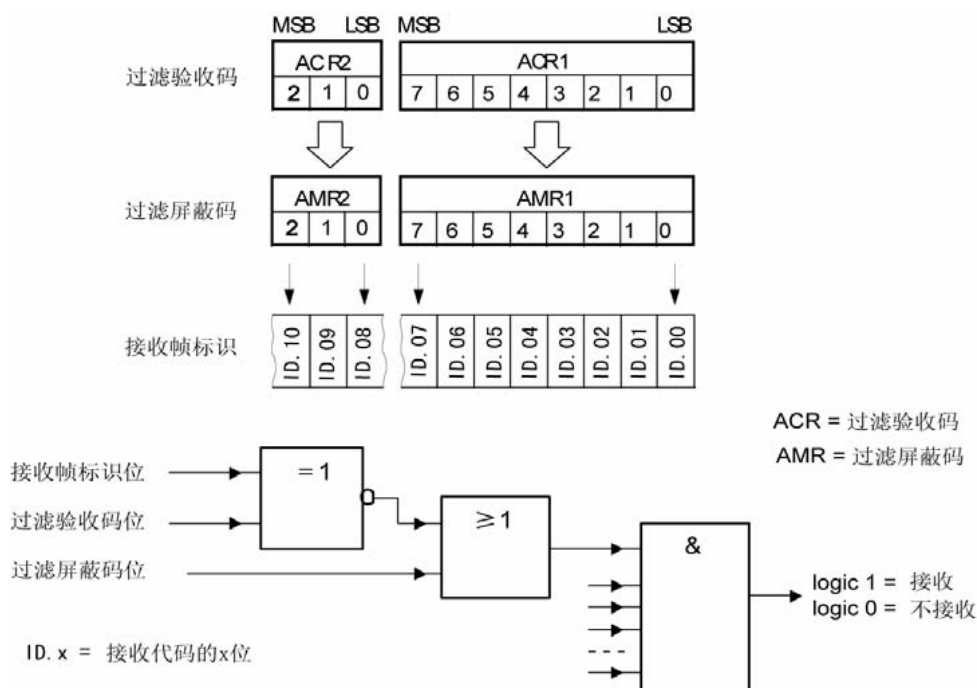 MSB LSB MSB LSB
过滤验收码 ACR2 ACR1
2 1 0 7 6 5 4 3 2 1 0
过滤屏蔽码 AMR2 AMR1
2 1 0 7 6 5 4 3 2 1 0
接收帧标识 ID.10 ID.09 ID.08 ID.07 ID.06 ID.05 ID.04 ID.03 ID.02 ID.01 ID.00
ACR = 过滤验收码
AMR = 过滤屏蔽码
接收帧标识位
=1
过滤验收码位
≥1
过滤屏蔽码位
&
logic 1 = 接收
logic 0 = 不接收
ID.x = 接收代码的x位